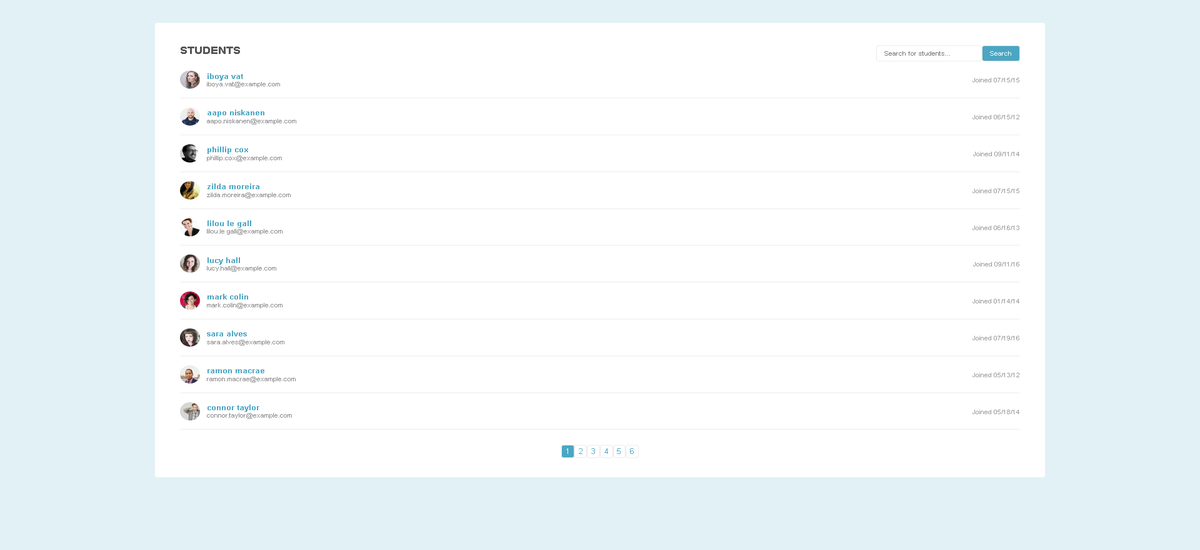 STUDENTS
Search for students...
Search
iboya vat
iboya.vat@example.com
Joined 07/15/15
aapo niskanen
aapo.niskanen@example.com
Joined 06/15/12
phillip cox
phillip.cox@example.com
Joined 09/11/14
zilda moreira
zilda.moreira@example.com
Joined 07/15/15
lilou le gall
lilou.le gall@example.com
Joined 06/16/13
lucy hall
lucy.hall@example.com
Joined 09/11/16
mark colin
mark.colin@example.com
Joined 01/14/14
sara alves
sara.alves@example.com
Joined 07/19/16
ramon macrae
ramon.macrae@example.com
Joined 05/13/12
connor taylor
connor.taylor@example.com
Joined 05/18/14
1 2 3 4 5 6